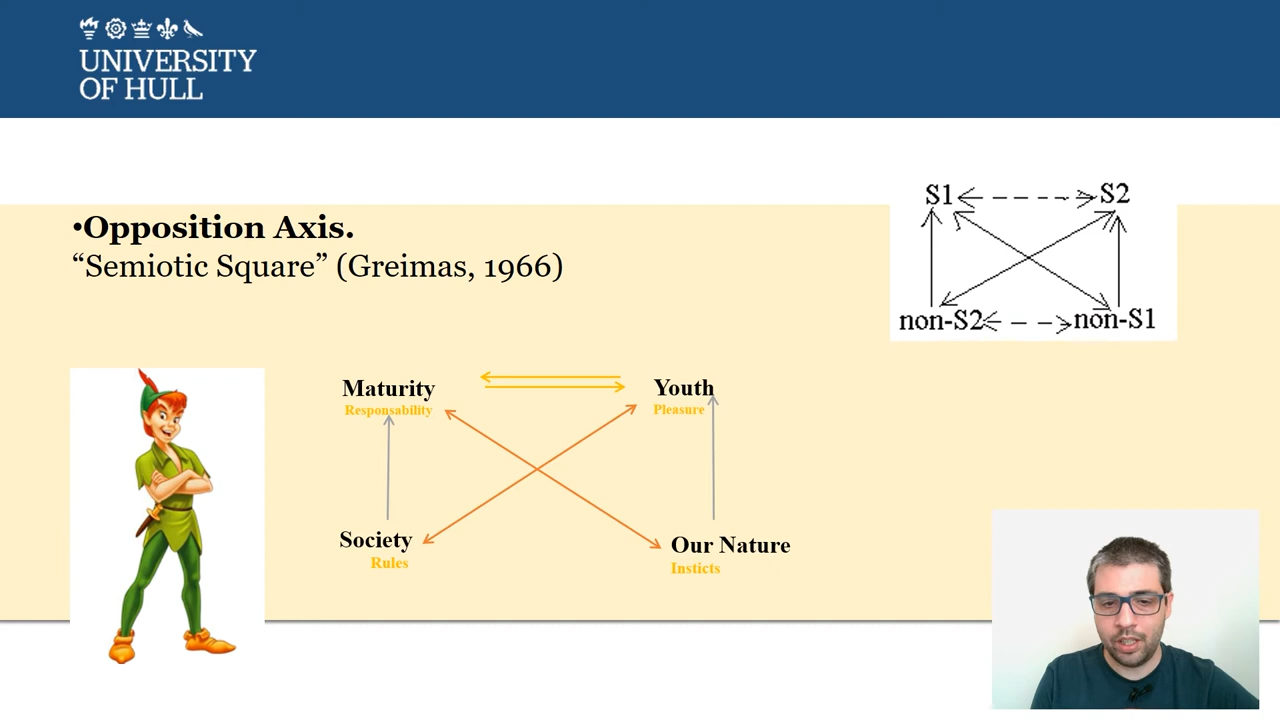 UNIVERSITY
OF HULL
•Opposition Axis.
“Semiotic Square” (Greimas, 1966)
S1
S2
non-S2
non-S1
Maturity
Responsability
Youth
Pleasure
Society
Rules
Our Nature
Insticts